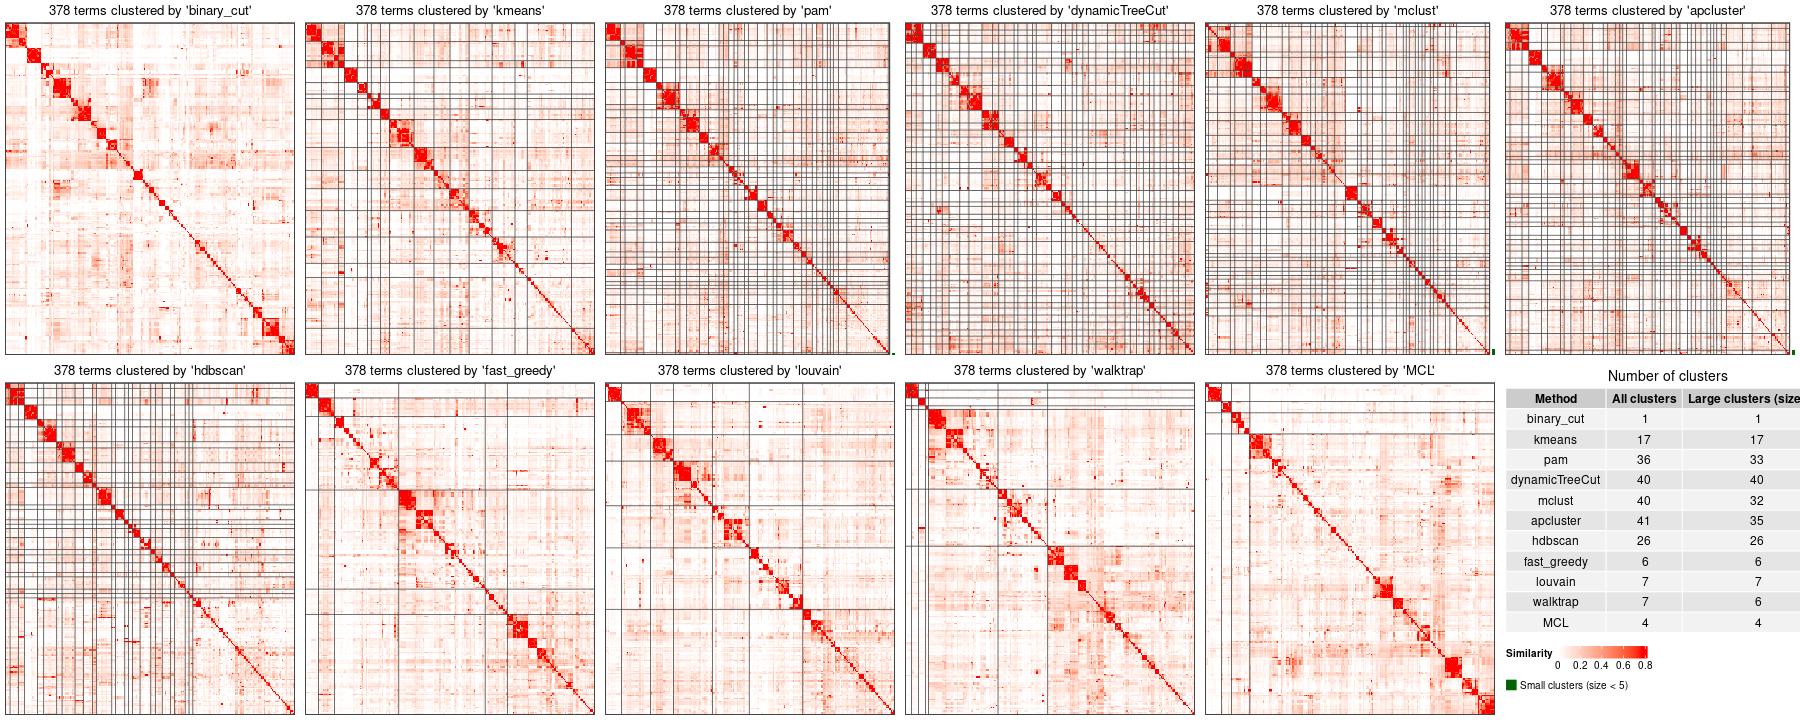 378 terms clustered by 'binary_cut'
378 terms clustered by 'kmeans'
378 terms clustered by 'pam'
378 terms clustered by 'dynamicTreeCut'
378 terms clustered by 'mclust'
378 terms clustered by 'apcluster'
378 terms clustered by 'hdbscan'
378 terms clustered by 'fast_greedy'
378 terms clustered by 'louvain'
378 terms clustered by 'walktrap'
378 terms clustered by 'MCL'
Number of clusters
Method All clusters Large clusters (size
binary_cut 1 1
kmeans 17 17
pam 36 33
dynamicTreeCut 40 40
mclust 40 32
apcluster 41 35
hdbscan 26 26
fast_greedy 6 6
louvain 7 7
walktrap 7 6
MCL 4 4
Similarity
0 0.2 0.4 0.6 0.8
Small clusters (size < 5)